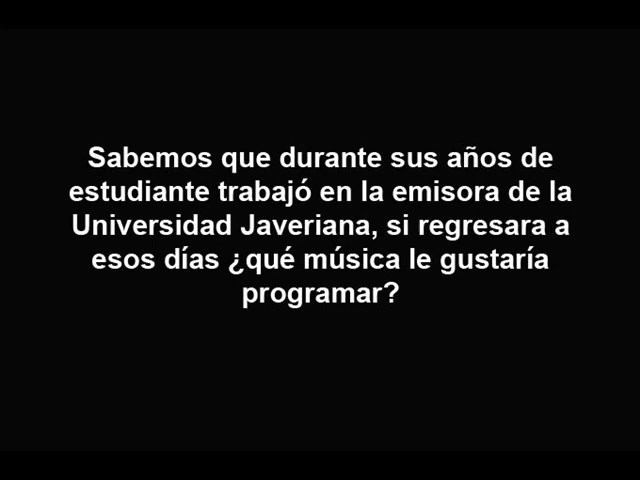 Sabemos que durante sus años de
estudiante trabajó en la emisora de la
Universidad Javeriana, si regresara a
esos días ¿qué música le gustaría
programar?